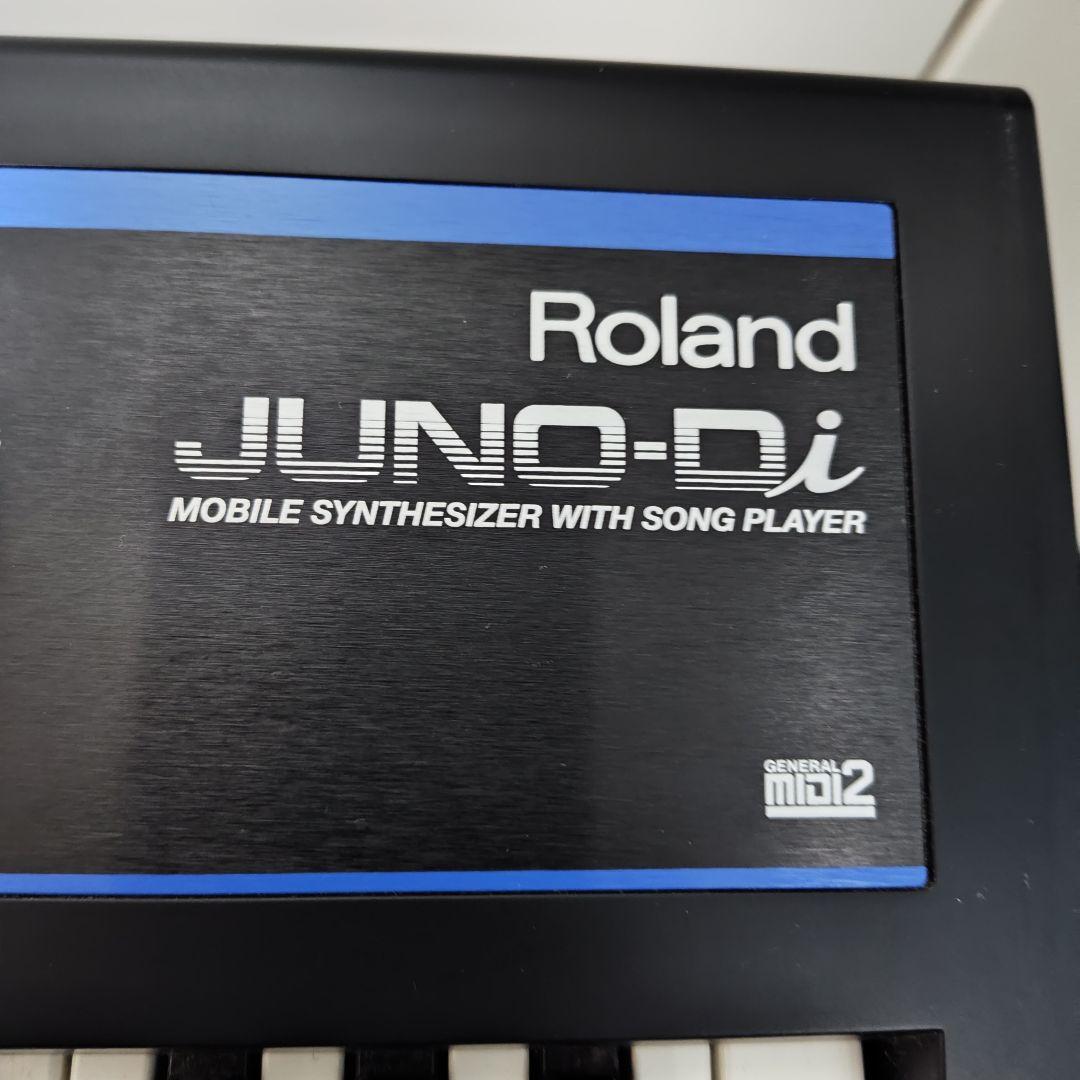 Roland
JUNO-Di
MOBILE SYNTHESIZER WITH SONG PLAYER
GENERAL
MIDI2